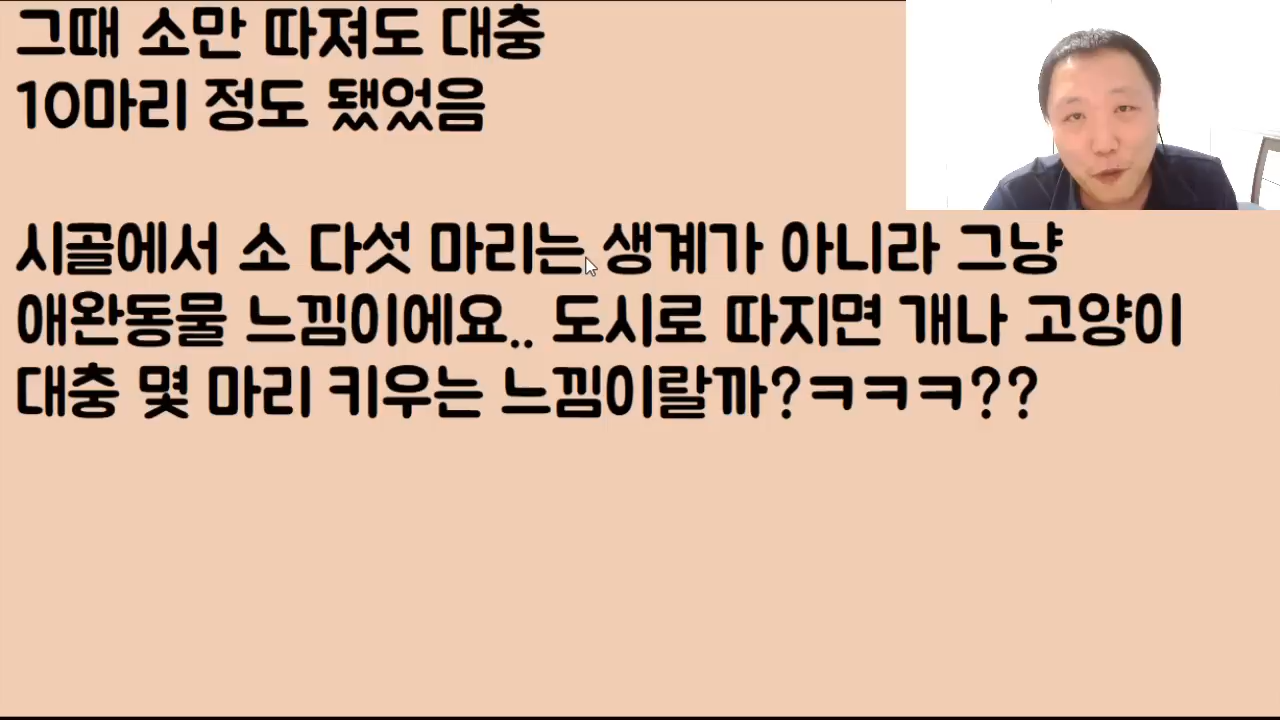 그때 소만 따져도 대충
10마리 정도 됐었음
시골에서 소 다섯 마리는 생계가 아니라 그냥
애완동물 느낌이에요.. 도시로 따지면 개나 고양이
대충 몇 마리 키우는 느낌이랄까?ㅋㅋㅋ??